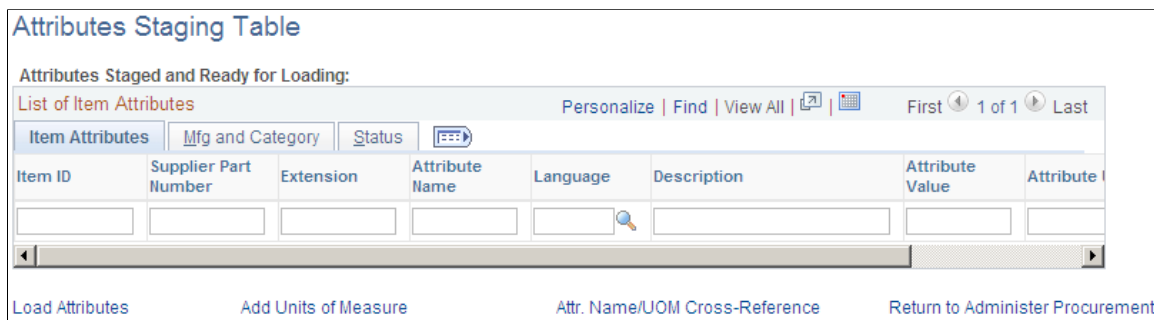 Attributes Staging Table
Attributes Staged and Ready for Loading:
List of Item Attributes Personalize | Find | View All | | First 1 of 1 Last
Item Attributes Mfg and Category Status
Item ID Supplier Part Number Extension Attribute Name Language Description Attribute Value Attribute
Load Attributes Add Units of Measure Attr. Name/UOM Cross-Reference Return to Administer Procurement